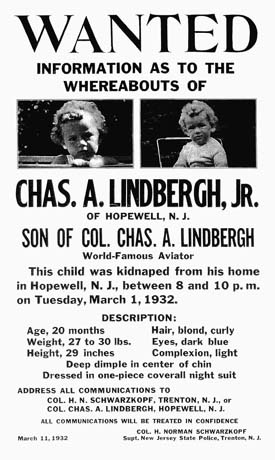 WANTED
INFORMATION AS TO THE
WHEREABOUTS OF
CHAS. A. LINDBERGH, JR.
OF HOPEWELL, N. J.
SON OF COL. CHAS. A. LINDBERGH
World-Famous Aviator
This child was kidnaped from his home
in Hopewell, N. J., between 8 and 10 p. m.
on Tuesday, March 1, 1932.
DESCRIPTION:
Age, 20 months Hair, blond, curly
Weight, 27 to 30 lbs. Eyes, dark blue
Height, 29 inches Complexion, light
Deep dimple in center of chin
Dressed in one-piece coverall night suit
ADDRESS ALL COMMUNICATIONS TO
COL. H. N. SCHWARZKOPF, TRENTON, N. J., or
COL. CHAS. A. LINDBERGH, HOPEWELL, N. J.
ALL COMMUNICATIONS WILL BE TREATED IN CONFIDENCE
COL. H. NORMAN SCHWARZKOPF
March 11, 1932 Supt. New Jersey State Police, Trenton, N. J.